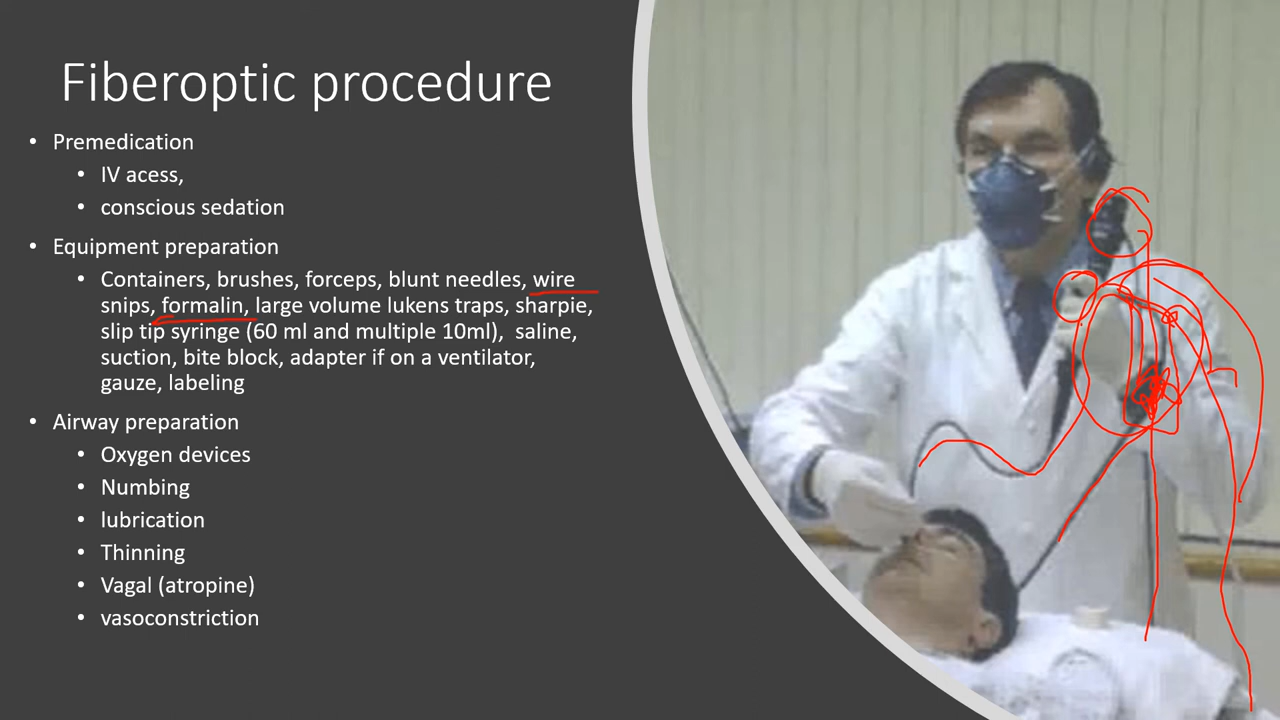 Fiberoptic procedure
• Premedication
• IV acess,
• conscious sedation
• Equipment preparation
• Containers, brushes, forceps, blunt needles, wire
snips, formalin, large volume lukens traps, sharpie,
slip tip syringe (60 ml and multiple 10ml), saline,
suction, bite block, adapter if on a ventilator,
gauze, labeling
• Airway preparation
• Oxygen devices
• Numbing
• lubrication
• Thinning
• Vagal (atropine)
• vasoconstriction